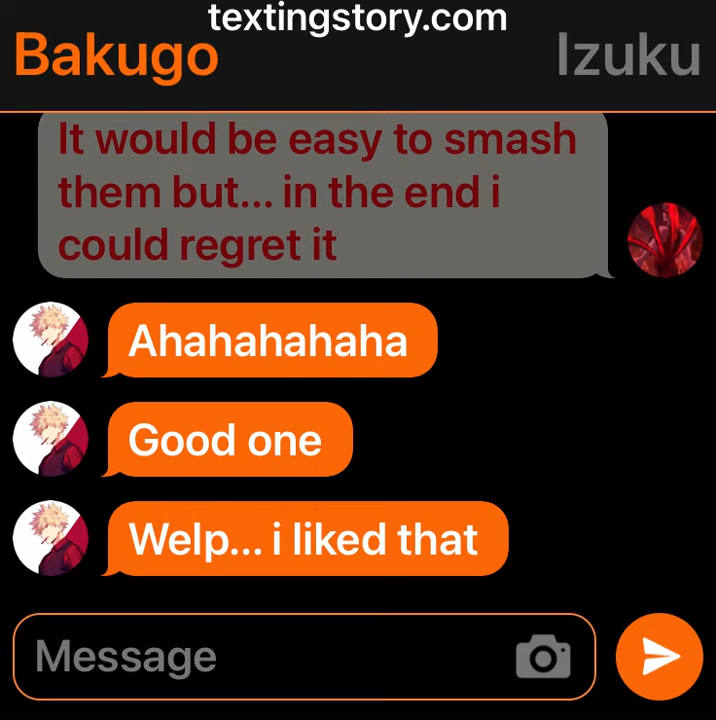 textingstory.com
Bakugo
Izuku
It would be easy to smash
them but... in the end i
could regret it
Ahahahahaha
Good one
Welp... i liked that
Message